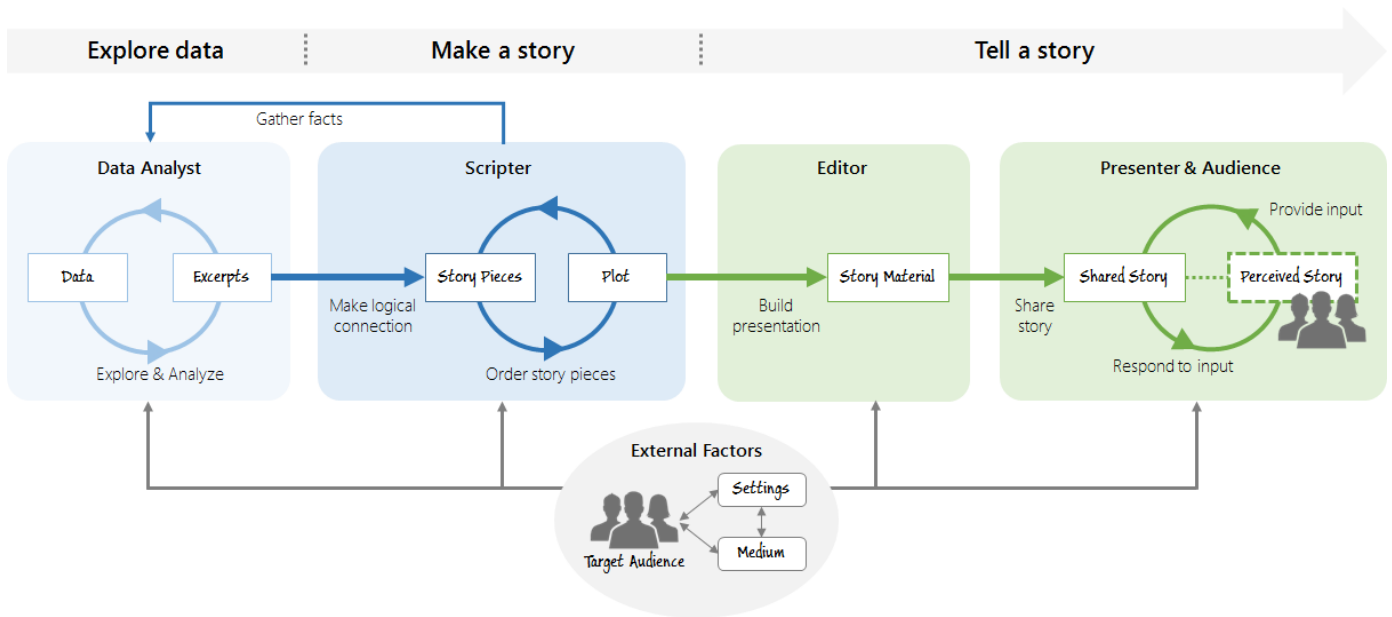 Explore data
Make a story
Tell a story
Gather facts
Data Analyst
Scripter
Editor
Presenter & Audience
Provide input
Data
Excerpts
Story Pieces
Plot
Story Material
Shared Story
Perceived Story
Make logical
connection
Build
presentation
Share
story
Explore & Analyze
Order story pieces
Respond to input
External Factors
Settings
Medium
Target Audience